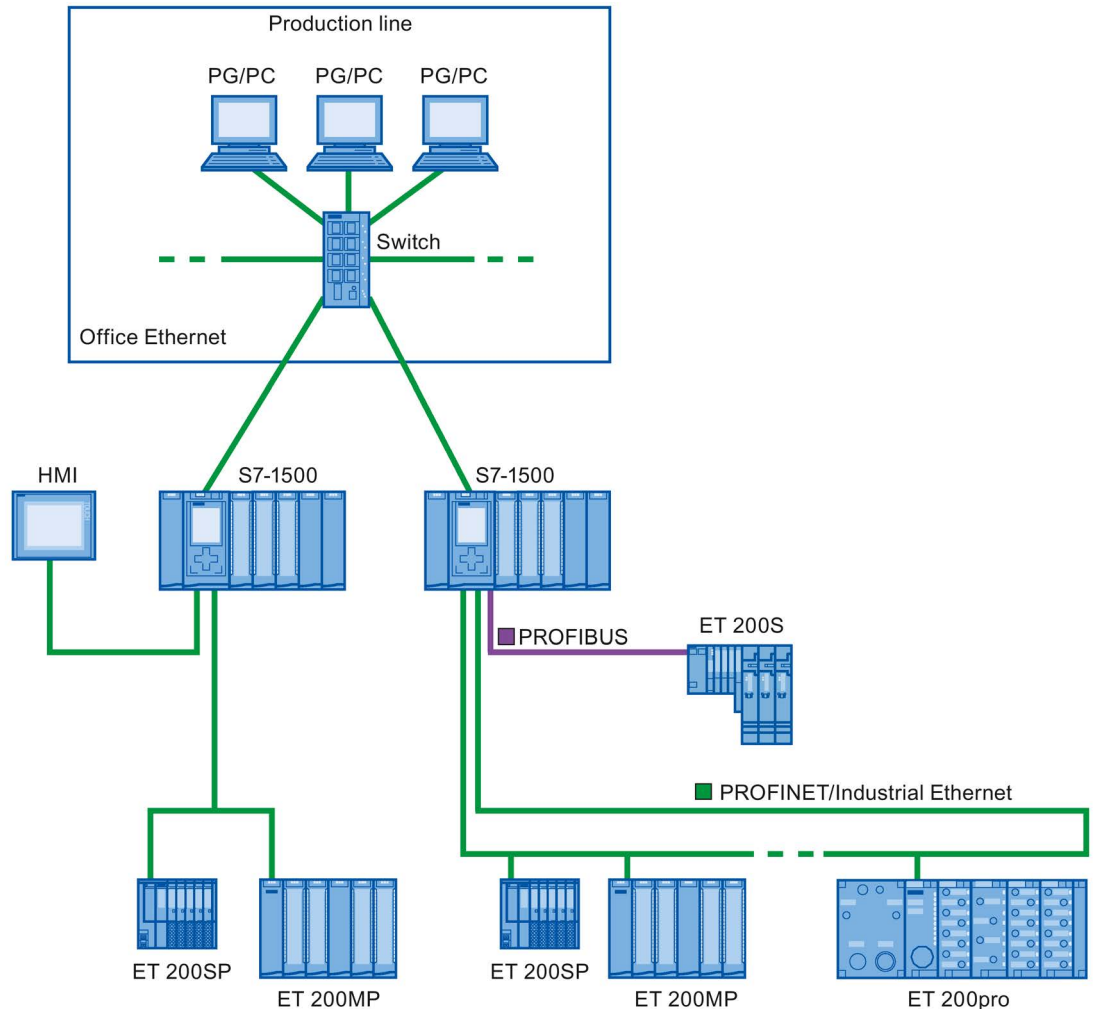 Production line
PG/PC PG/PC PG/PC
Switch
Office Ethernet
HMI
S7-1500
S7-1500
PROFIBUS
ET 200S
PROFINET/Industrial Ethernet
ET 200SP
ET 200MP
ET 200SP
ET 200MP
ET 200pro